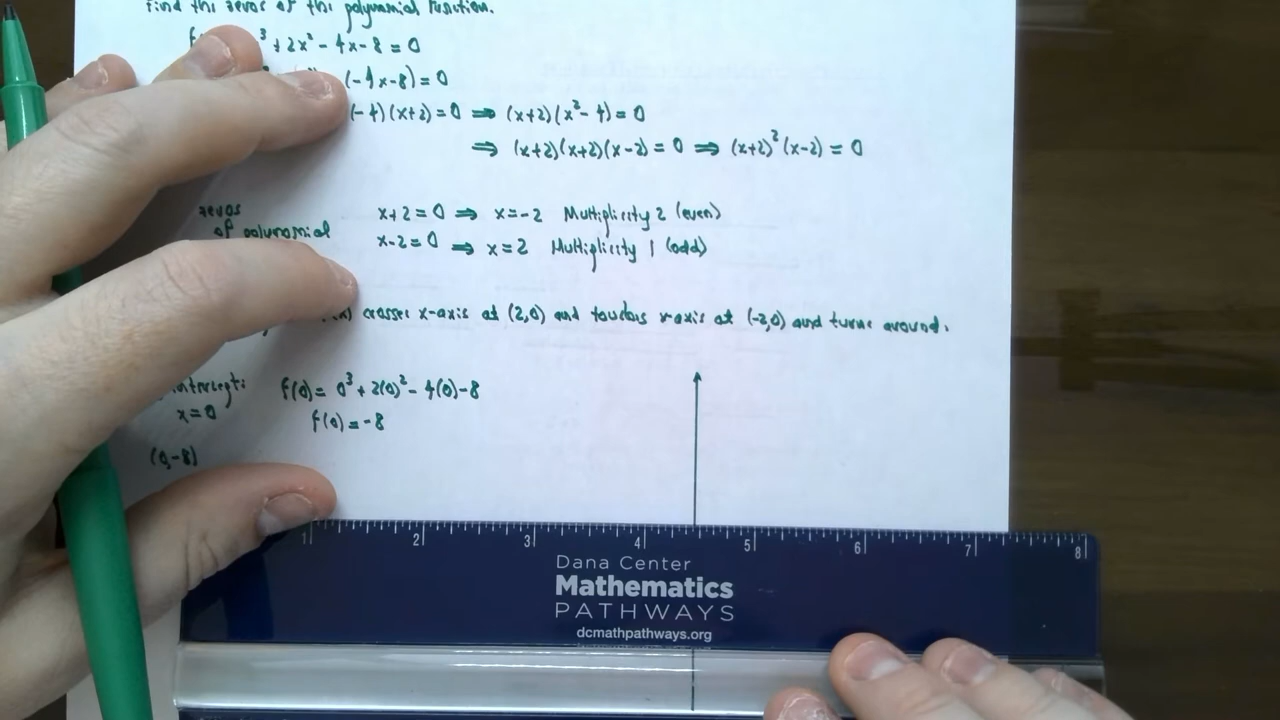 find the zeros of the polynomial function.
³ + 2x² - 4x - 8 = 0
(-4x-8) = 0
(-4)(x+2) = 0 ⇒ (x+2)(x²-4) = 0
⇒ (x+2)(x+2)(x-2) = 0 ⇒ (x+2)²(x-2) = 0
zeros
of polynomial
x+2=0 ⇒ x=-2 Multiplicity 2 (even)
x-2=0 ⇒ x=2 Multiplicity 1 (odd)
crosses x-axis at (2,0) and touches x-axis at (-2,0) and turns around.
intercept:
x=0
(0,-8)
f(0) = 0³ + 2(0)² - 4(0) - 8
f(0) = -8
1 2 3 4 5 6 7 8
Dana Center
Mathematics
PATHWAYS
dcmathpathways.org